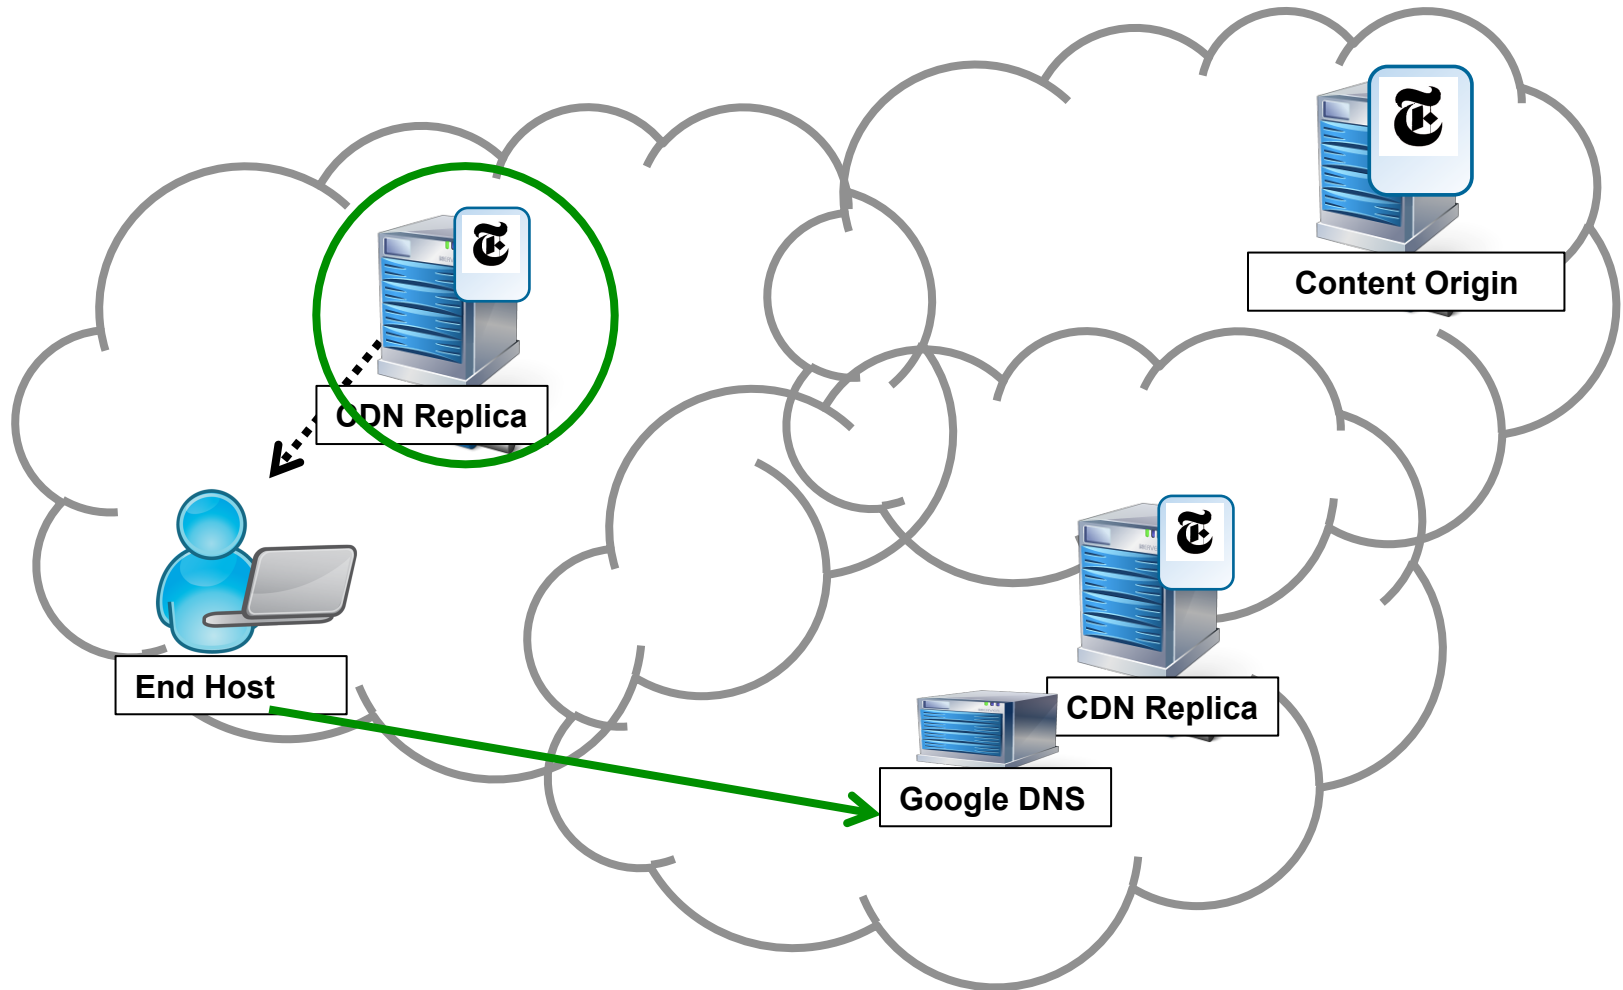 Content Origin
CDN Replica
End Host
CDN Replica
Google DNS